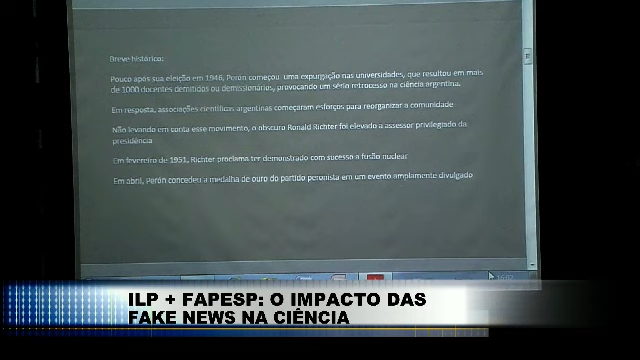 Breve histórico:
Pouco após sua eleição em 1946, Perón começou uma expurgação nas universidades, que resultou em mais
de 1000 docentes demitidos ou demissionários, provocando um sério retrocesso na ciência argentina.
Em resposta, associações científicas argentinas começaram esforços para reorganizar a comunidade
Não levando em conta esse movimento, o obscuro Ronald Richter foi elevado a assessor privilegiado da
presidência
Em fevereiro de 1951, Richter proclama ter demonstrado com sucesso a fusão nuclear
Em abril, Perón concedeu a medalha de ouro do partido peronista em um evento amplamente divulgado
ILP + FAPESP: O IMPACTO DAS
FAKE NEWS NA CIÊNCIA